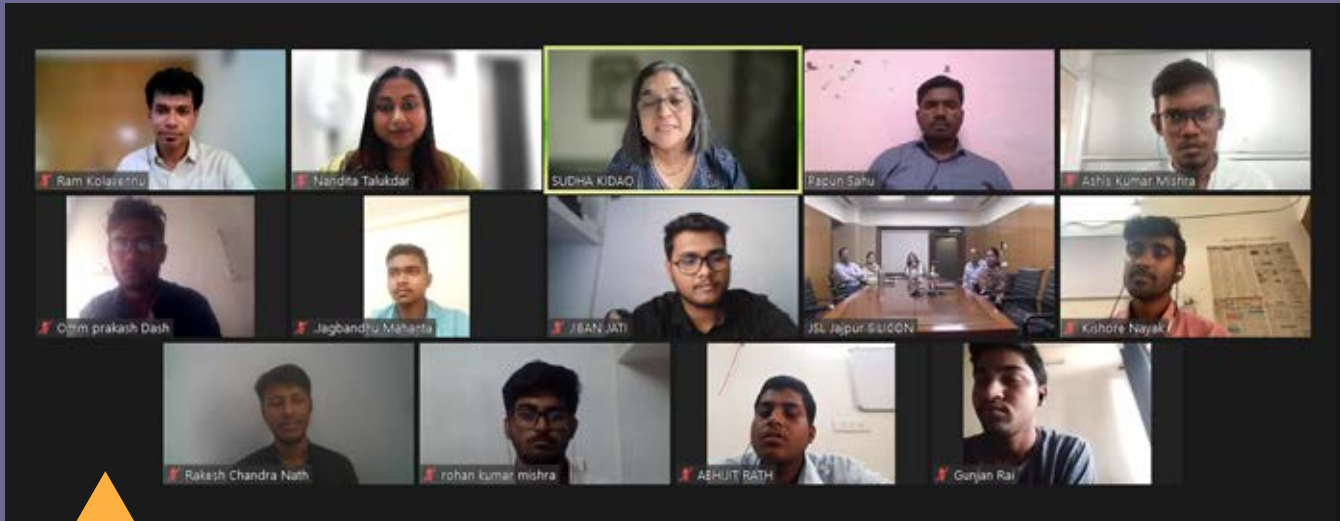 Ram Kolavennu
Nandita Talukdar
SUDHA KIDAO
Papun Sahu
Ashis Kumar Mishra
Omm prakash Dash
Jagbandhu Mahanta
JIBAN JATI
JSL Jajpur SILICON
Kishore Nayak
Rakesh Chandra Nath
rohan kumar mishra
ABHIJIT RATH
Gunjan Rai